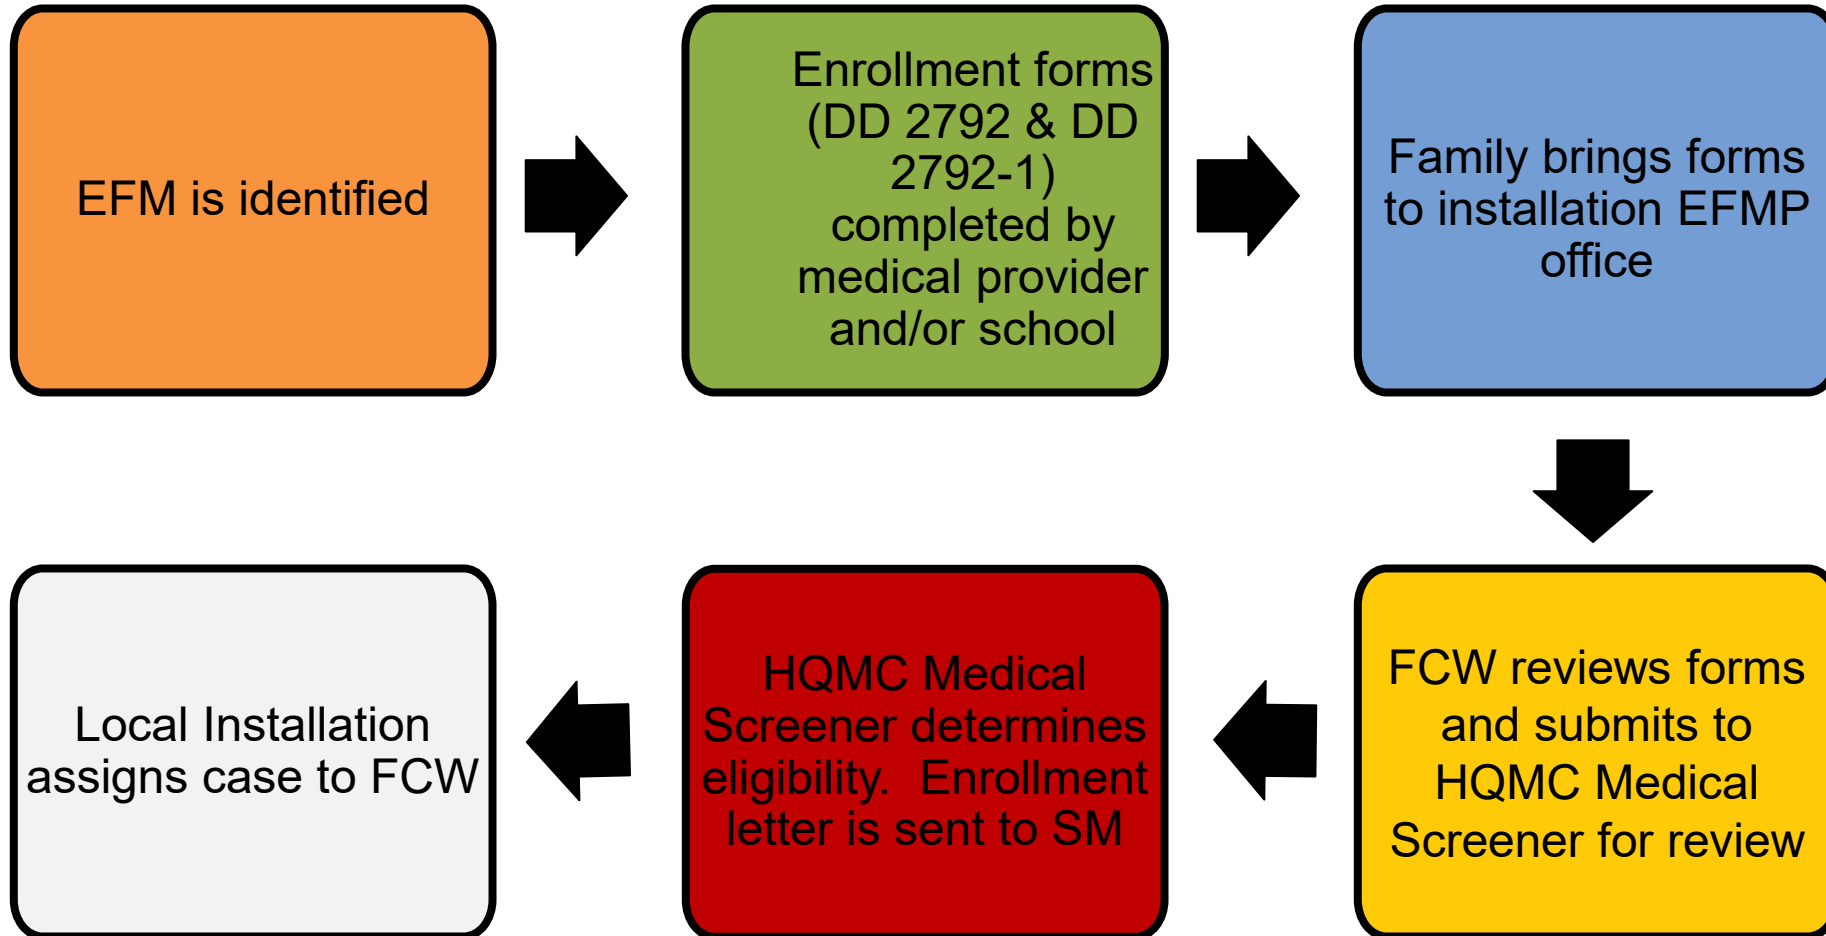 EFM is identified
Enrollment forms
(DD 2792 & DD
2792-1)
completed by
medical provider
and/or school
Family brings forms
to installation EFMP
office
FCW reviews forms
and submits to
HQMC Medical
Screener for review
HQMC Medical
Screener determines
eligibility.  Enrollment
letter is sent to SM
Local Installation
assigns case to FCW